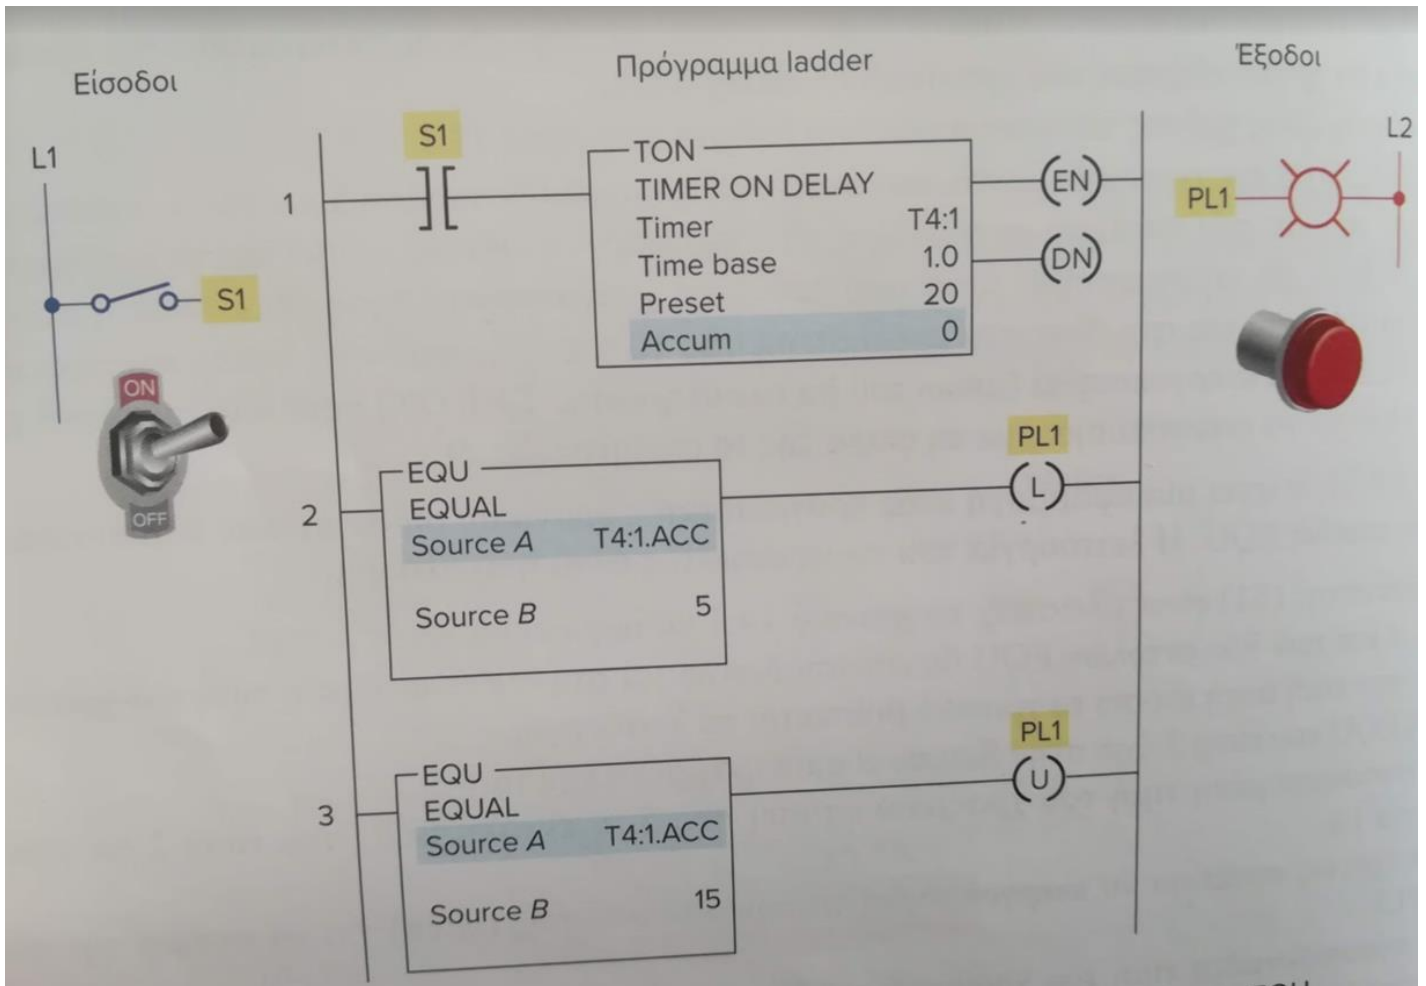 Είσοδοι
Πρόγραμμα ladder
Έξοδοι
L1
L2
S1
S1
ON
OFF
1
TON
TIMER ON DELAY
Timer T4:1
Time base 1.0
Preset 20
Accum 0
EN
DN
PL1
2
EQU
EQUAL
Source A T4:1.ACC
Source B 5
PL1
L
3
EQU
EQUAL
Source A T4:1.ACC
Source B 15
PL1
U